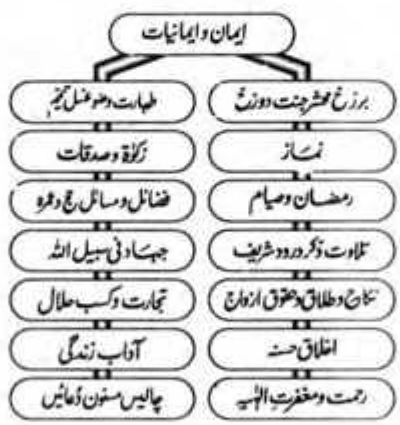 ایمان و ایمانیات
برزخ محشر جنت دوزخ
طہارت وضو غسل تیمم
نماز
زکوٰۃ و صدقات
رمضان و صیام
فضائل و مسائل حج و عمرہ
تلاوت ذکر درود شریف
جہاد فی سبیل اللہ
نکاح و طلاق و حقوق ازواج
تجارت و کسب حلال
اخلاق حسنہ
آداب زندگی
رحمت و مغفرت الٰہیہ
چالیس مسنون دعائیں